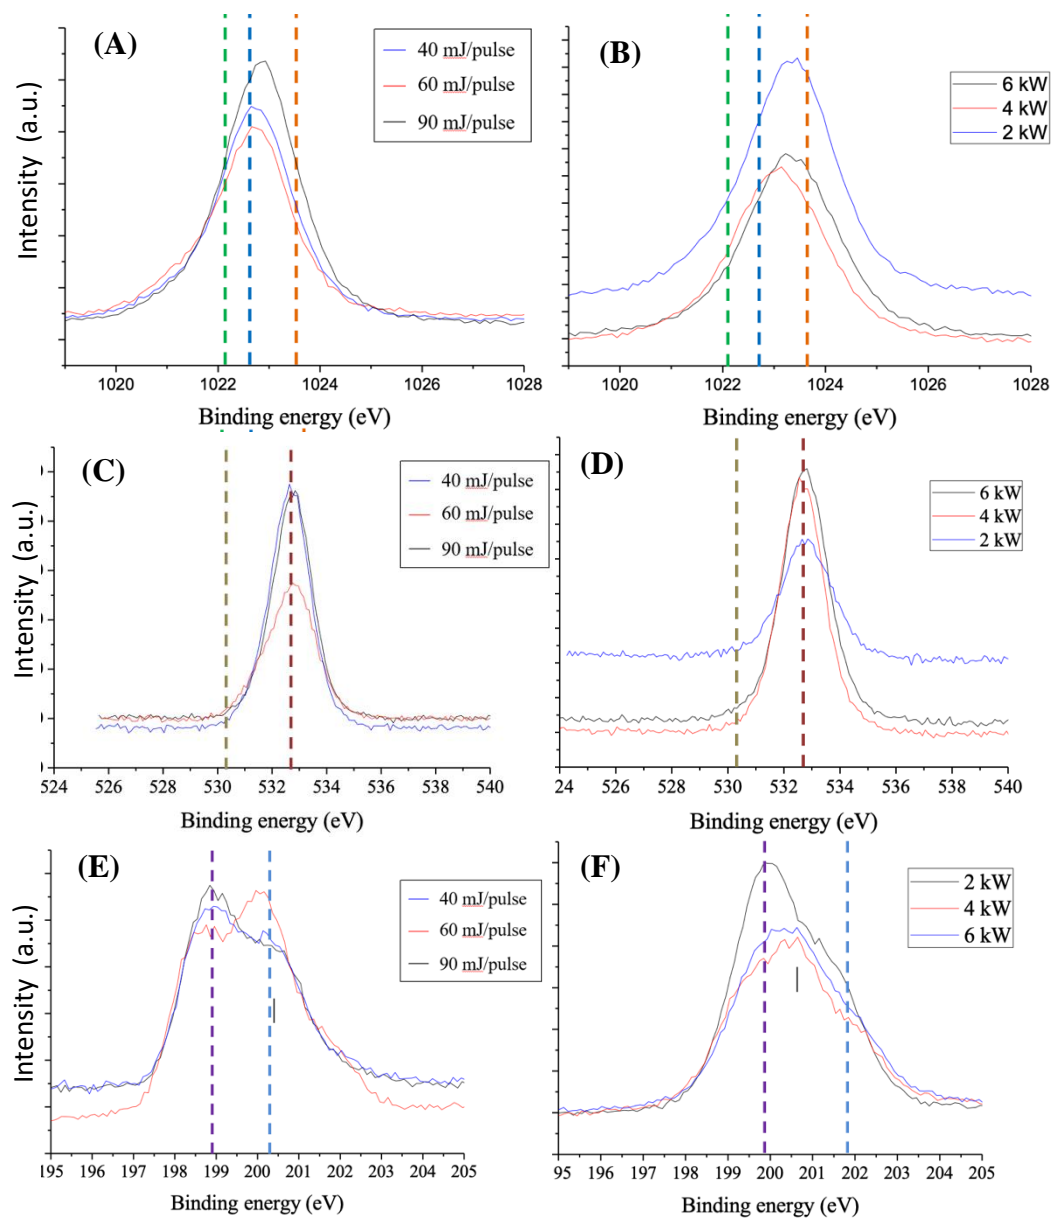 (A)
40 mJ/pulse
60 mJ/pulse
90 mJ/pulse
Intensity (a.u.)
1020 1022 1024 1026 1028
Binding energy (eV)
(B)
6 kW
4 kW
2 kW
1020 1022 1024 1026 1028
Binding energy (eV)
(C)
40 mJ/pulse
60 mJ/pulse
90 mJ/pulse
Intensity (a.u.)
524 526 528 530 532 534 536 538 540
Binding energy (eV)
(D)
6 kW
4 kW
2 kW
24 526 528 530 532 534 536 538 540
Binding energy (eV)
(E)
40 mJ/pulse
60 mJ/pulse
90 mJ/pulse
Intensity (a.u.)
195 196 197 198 199 200 201 202 203 204 205
Binding energy (eV)
(F)
2 kW
4 kW
6 kW
95 196 197 198 199 200 201 202 203 204 205
Binding energy (eV)